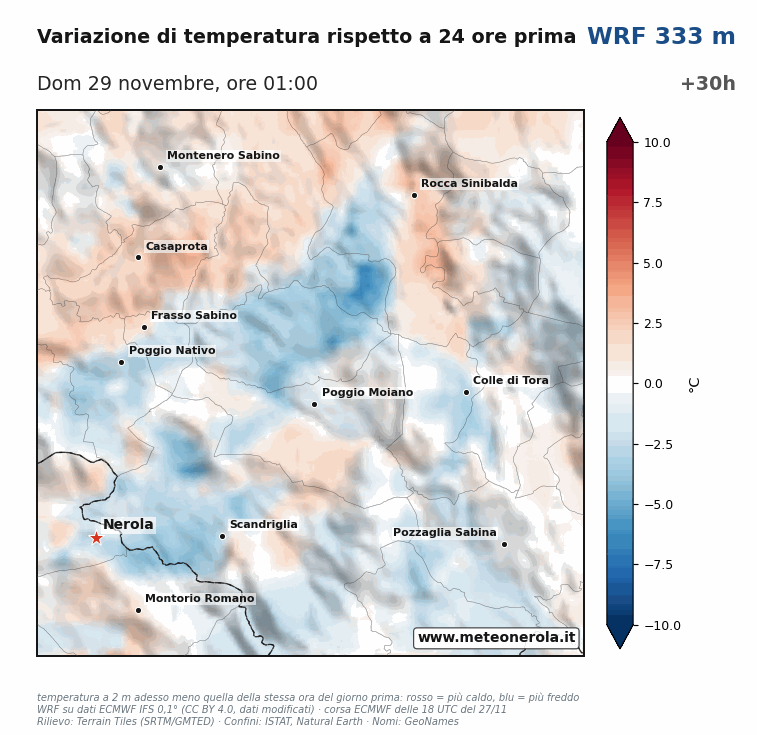 Variazione di temperatura rispetto a 24 ore prima WRF 333 m
Dom 29 novembre, ore 01:00 +30h
Montenero Sabino
Rocca Sinibalda
Casaprota
Frasso Sabino
Poggio Nativo
Poggio Moiano
Colle di Tora
Nerola
Scandriglia
Pozzaglia Sabina
Montorio Romano
www.meteonerola.it
10.0
7.5
5.0
2.5
0.0
−2.5
−5.0
−7.5
−10.0
°C
temperatura a 2 m adesso meno quella della stessa ora del giorno prima: rosso = più caldo, blu = più freddo
WRF su dati ECMWF IFS 0,1° (CC BY 4.0, dati modificati) · corsa ECMWF delle 18 UTC del 27/11
Rilievo: Terrain Tiles (SRTM/GMTED) · Confini: ISTAT, Natural Earth · Nomi: GeoNames